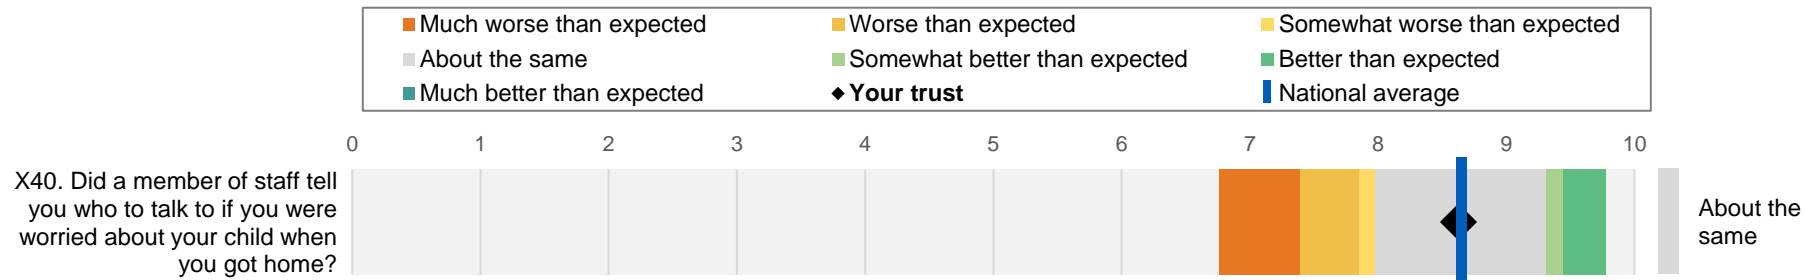 Much worse than expected
Worse than expected
Somewhat worse than expected
About the same
Somewhat better than expected
Better than expected
Much better than expected
Your trust
National average
0 1 2 3 4 5 6 7 8 9 10
X40. Did a member of staff tell
you who to talk to if you were
worried about your child when
you got home?
About the
same